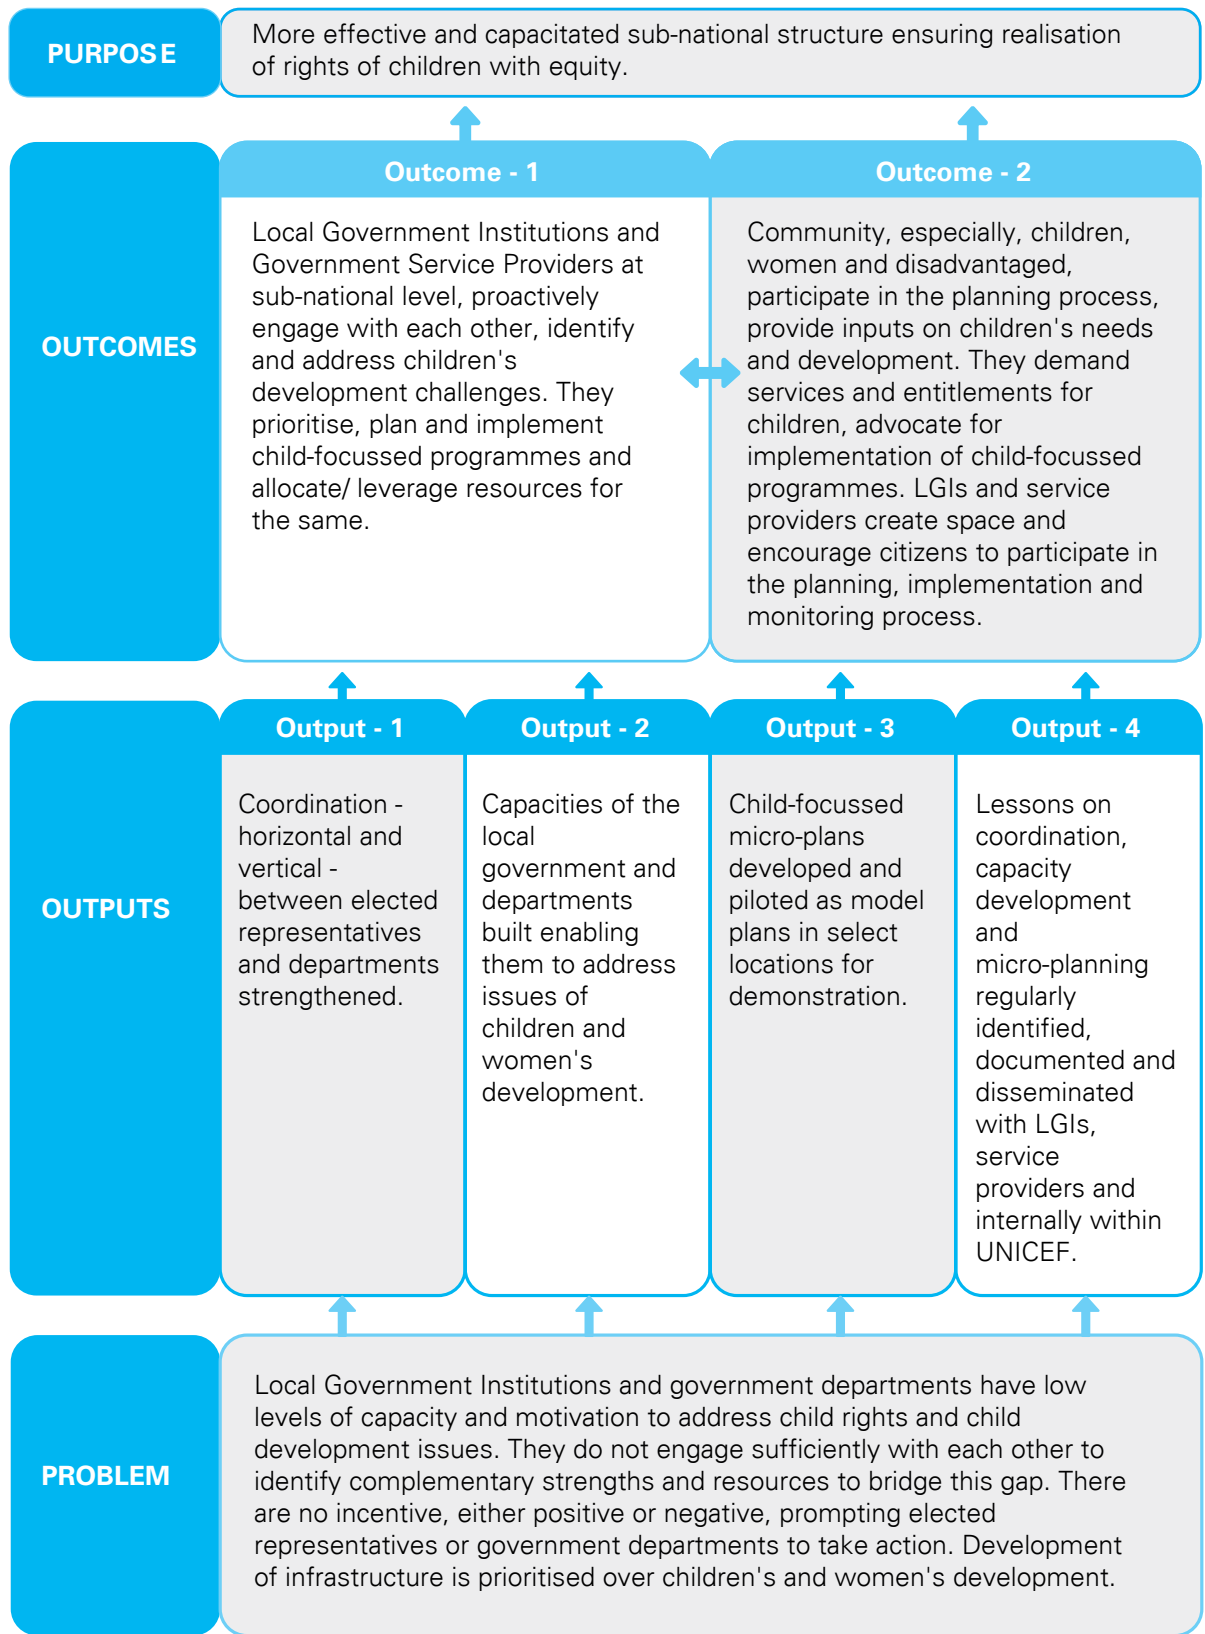 PURPOSE
More effective and capacitated sub-national structure ensuring realisation
of rights of children with equity.
OUTCOMES
Outcome - 1
Local Government Institutions and
Government Service Providers at
sub-national level, proactively
engage with each other, identify
and address children's
development challenges. They
prioritise, plan and implement
child-focussed programmes and
allocate/ leverage resources for
the same.
Outcome - 2
Community, especially, children,
women and disadvantaged,
participate in the planning process,
provide inputs on children's needs
and development. They demand
services and entitlements for
children, advocate for
implementation of child-focussed
programmes. LGIs and service
providers create space and
encourage citizens to participate in
the planning, implementation and
monitoring process.
OUTPUTS
Output - 1
Coordination -
horizontal and
vertical -
between elected
representatives
and departments
strengthened.
Output - 2
Capacities of the
local
government and
departments
built enabling
them to address
issues of
children and
women's
development.
Output - 3
Child-focussed
micro-plans
developed and
piloted as model
plans in select
locations for
demonstration.
Output - 4
Lessons on
coordination,
capacity
development
and
micro-planning
regularly
identified,
documented and
disseminated
with LGIs,
service
providers and
internally within
UNICEF.
PROBLEM
Local Government Institutions and government departments have low
levels of capacity and motivation to address child rights and child
development issues. They do not engage sufficiently with each other to
identify complementary strengths and resources to bridge this gap. There
are no incentive, either positive or negative, prompting elected
representatives or government departments to take action. Development
of infrastructure is prioritised over children's and women's development.